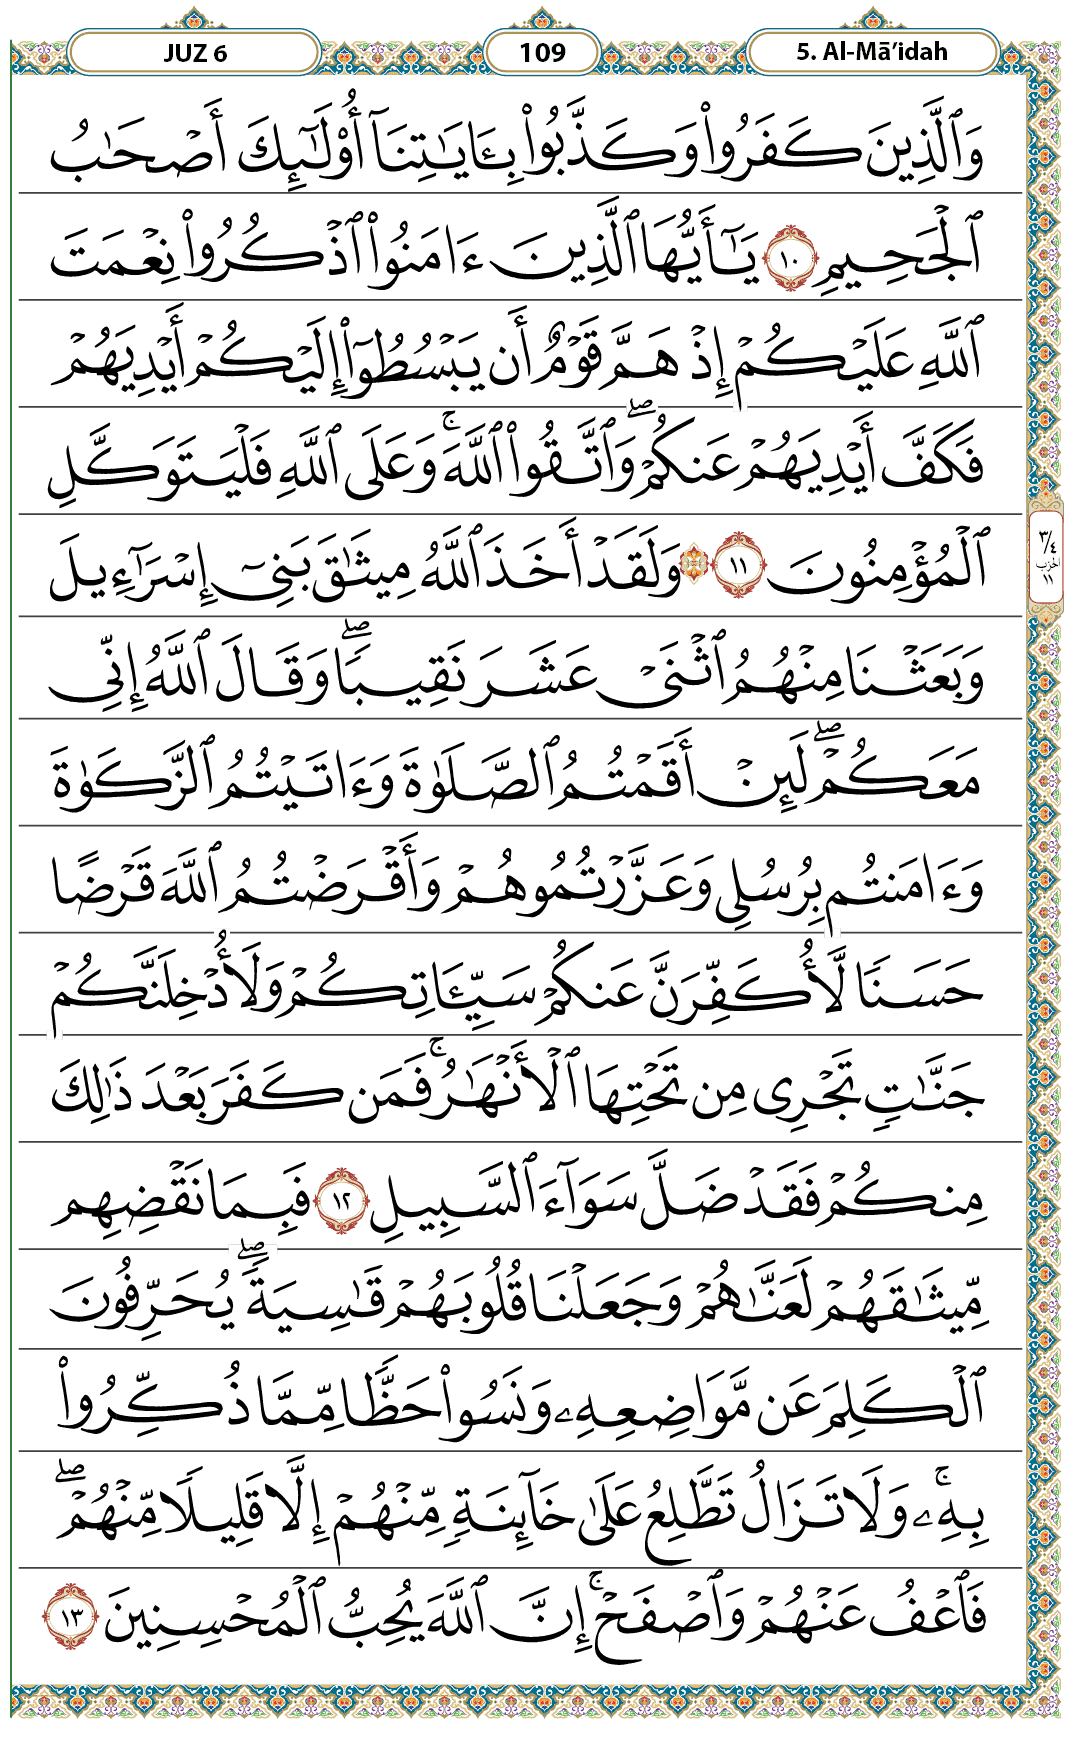 JUZ 6
109
5. Al-Mā’idah
وَٱلَّذِينَ كَفَرُوا۟ وَكَذَّبُوا۟ بِـَٔايَـٰتِنَآ أُو۟لَـٰٓئِكَ أَصْحَـٰبُ
ٱلْجَحِيمِ ١٠ يَـٰٓأَيُّهَا ٱلَّذِينَ ءَامَنُوا۟ ٱذْكُرُوا۟ نِعْمَتَ
ٱللَّهِ عَلَيْكُمْ إِذْ هَمَّ قَوْمٌ أَن يَبْسُطُوٓا۟ إِلَيْكُمْ أَيْدِيَهُمْ
فَكَفَّ أَيْدِيَهُمْ عَنكُمْ ۖ وَٱتَّقُوا۟ ٱللَّهَ ۚ وَعَلَى ٱللَّهِ فَلْيَتَوَكَّلِ
ٱلْمُؤْمِنُونَ ١١ ۞ وَلَقَدْ أَخَذَ ٱللَّهُ مِيثَـٰقَ بَنِىٓ إِسْرَٰٓءِيلَ
٣/٤
الحزب
١١
وَبَعَثْنَا مِنْهُمُ ٱثْنَىْ عَشَرَ نَقِيبًا ۖ وَقَالَ ٱللَّهُ إِنِّى
مَعَكُمْ ۖ لَئِنْ أَقَمْتُمُ ٱلصَّلَوٰةَ وَءَاتَيْتُمُ ٱلزَّكَوٰةَ
وَءَامَنتُم بِرُسُلِى وَعَزَّرْتُمُوهُمْ وَأَقْرَضْتُمُ ٱللَّهَ قَرْضًا
حَسَنًا لَّأُكَفِّرَنَّ عَنكُمْ سَيِّـَٔاتِكُمْ وَلَأُدْخِلَنَّكُمْ
جَنَّـٰتٍ تَجْرِى مِن تَحْتِهَا ٱلْأَنْهَـٰرُ ۚ فَمَن كَفَرَ بَعْدَ ذَٰلِكَ
مِنكُمْ فَقَدْ ضَلَّ سَوَآءَ ٱلسَّبِيلِ ١٢ فَبِمَا نَقْضِهِم
مِّيثَـٰقَهُمْ لَعَنَّـٰهُمْ وَجَعَلْنَا قُلُوبَهُمْ قَـٰسِيَةً ۖ يُحَرِّفُونَ
ٱلْكَلِمَ عَن مَّوَاضِعِهِۦ وَنَسُوا۟ حَظًّا مِّمَّا ذُكِّرُوا۟
بِهِۦ ۚ وَلَا تَزَالُ تَطَّلِعُ عَلَىٰ خَآئِنَةٍ مِّنْهُمْ إِلَّا قَلِيلًا مِّنْهُمْ ۖ
فَٱعْفُ عَنْهُمْ وَٱصْفَحْ ۚ إِنَّ ٱللَّهَ يُحِبُّ ٱلْمُحْسِنِينَ ١٣